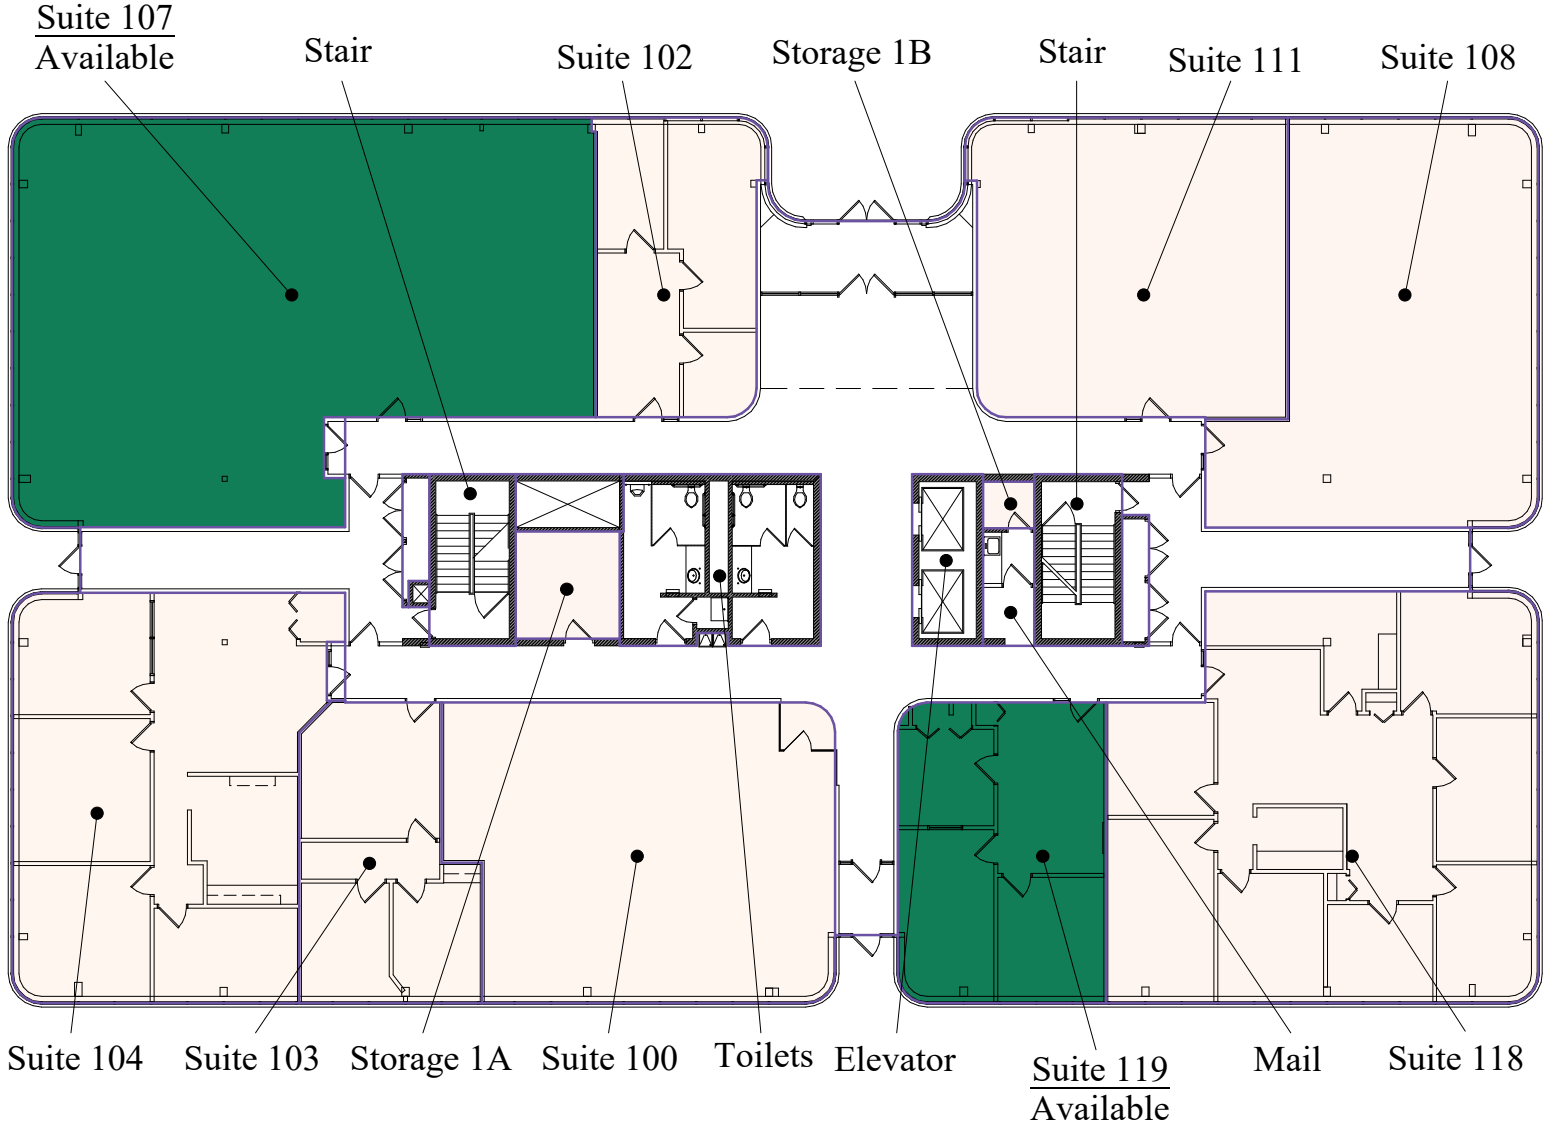 Suite 107
Available
Stair
Suite 102
Storage 1B
Stair
Suite 111
Suite 108
Suite 104
Suite 103
Storage 1A
Suite 100
Toilets
Elevator
Suite 119
Available
Mail
Suite 118